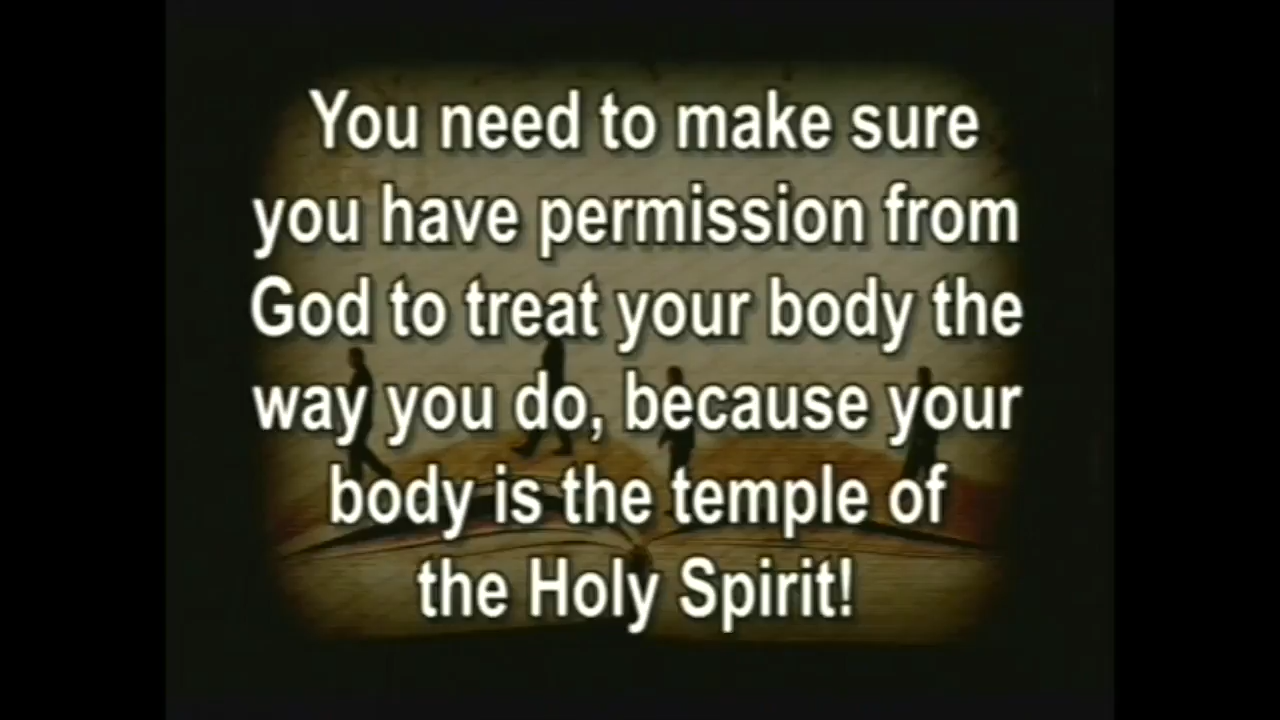 You need to make sure
you have permission from
God to treat your body the
way you do, because your
body is the temple of
the Holy Spirit!